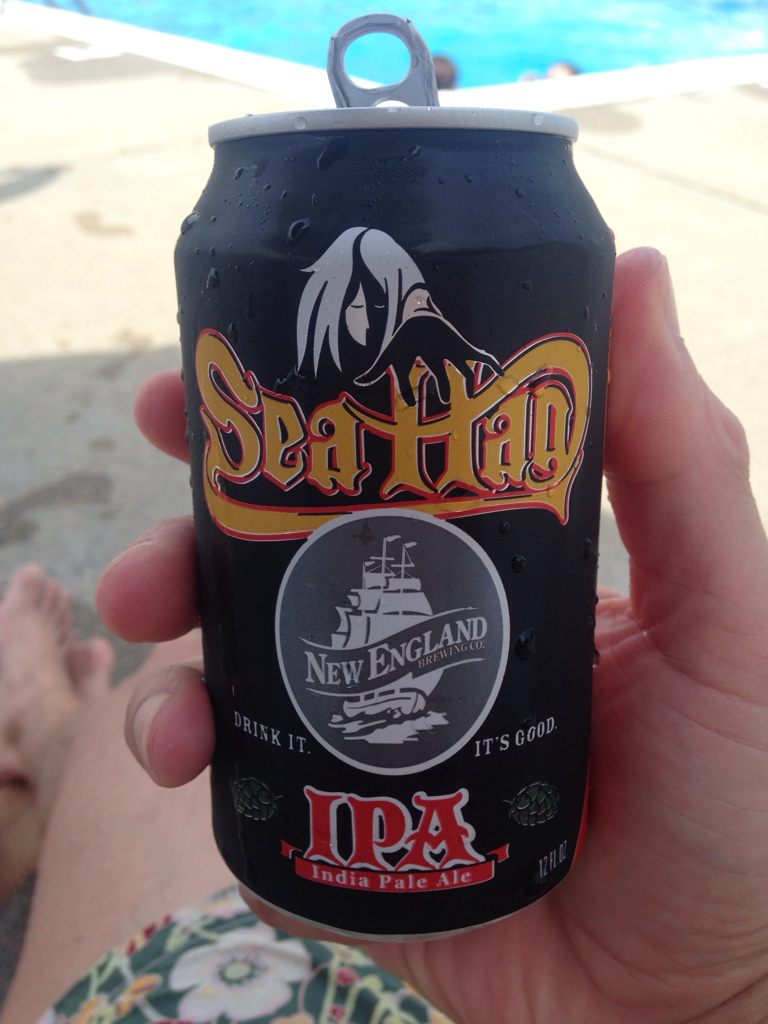 Sea Hag
NEW ENGLAND
BREWING CO.
DRINK IT. IT'S GOOD.
IPA
India Pale Ale
12 FL OZ